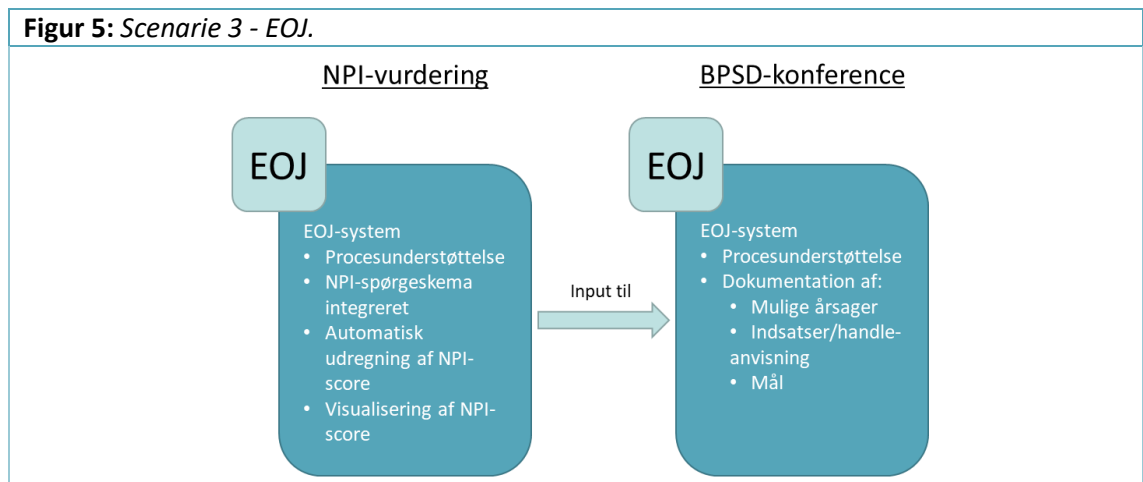 Figur 5: Scenarie 3 - EOJ.
NPI-vurdering
EOJ
EOJ-system
• Procesunderstøttelse
• NPI-spørgeskema
integreret
• Automatisk
udregning af NPI-
score
• Visualisering af NPI-
score
Input til
BPSD-konference
EOJ
EOJ-system
• Procesunderstøttelse
• Dokumentation af:
• Mulige årsager
• Indsatser/handle-
anvisning
• Mål